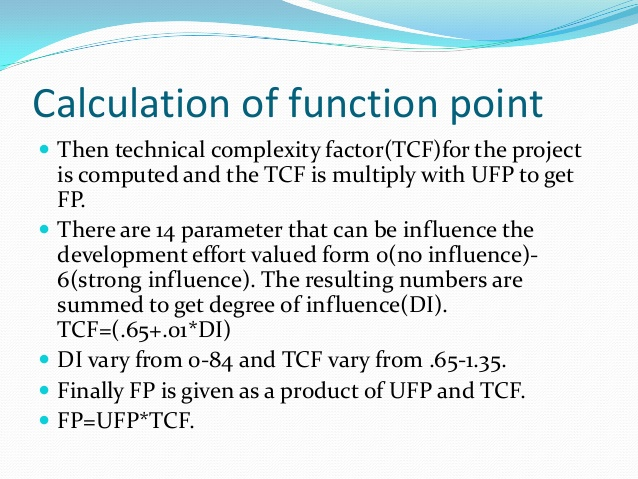 Calculation of function point
• Then technical complexity factor(TCF)for the project
is computed and the TCF is multiply with UFP to get
FP.
• There are 14 parameter that can be influence the
development effort valued form 0(no influence)-
6(strong influence). The resulting numbers are
summed to get degree of influence(DI).
TCF=(.65+.01*DI)
• DI vary from 0-84 and TCF vary from .65-1.35.
• Finally FP is given as a product of UFP and TCF.
• FP=UFP*TCF.